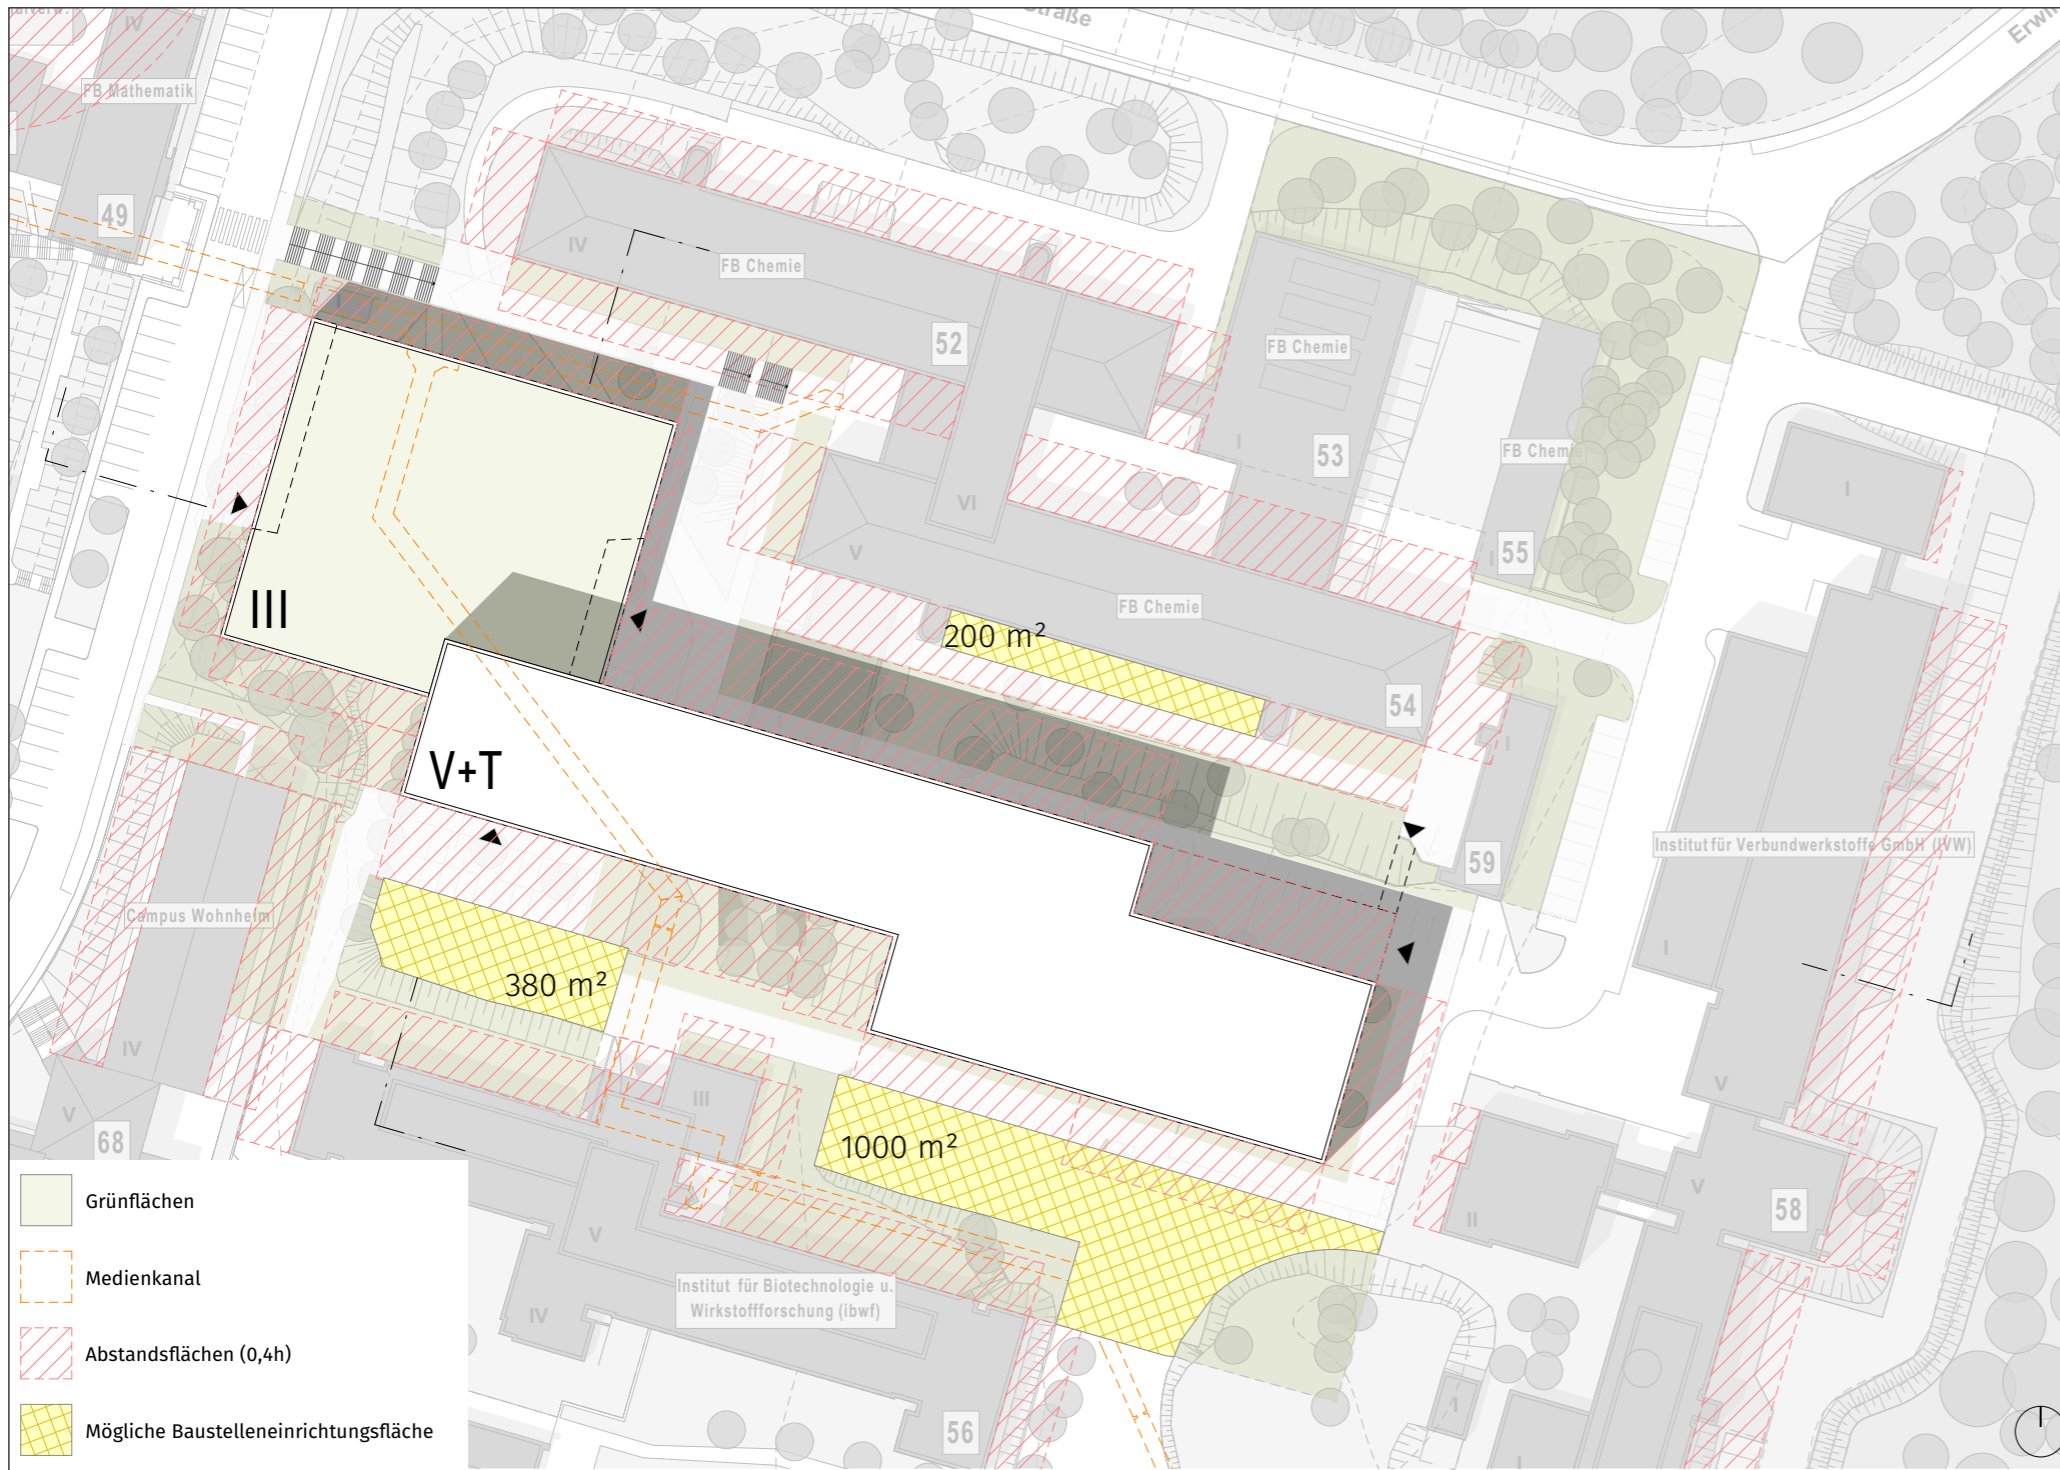 Straße
IV
FB Mathematik
49
IV
FB Chemie
52
FB Chemie
I
53
FB Chemie
I
55
I
VI
V
FB Chemie
III
200 m²
54
I
V+T
59
Institut für Verbundwerkstoffe GmbH (IVW)
Campus Wohnheim
I
380 m²
IV
V
III
V
68
1000 m²
V
II
58
V
IV
Institut für Biotechnologie u.
Wirkstoffforschung (ibwf)
56
I
I
Grünflächen
Medienkanal
Abstandsflächen (0,4h)
Mögliche Baustelleneinrichtungsfläche